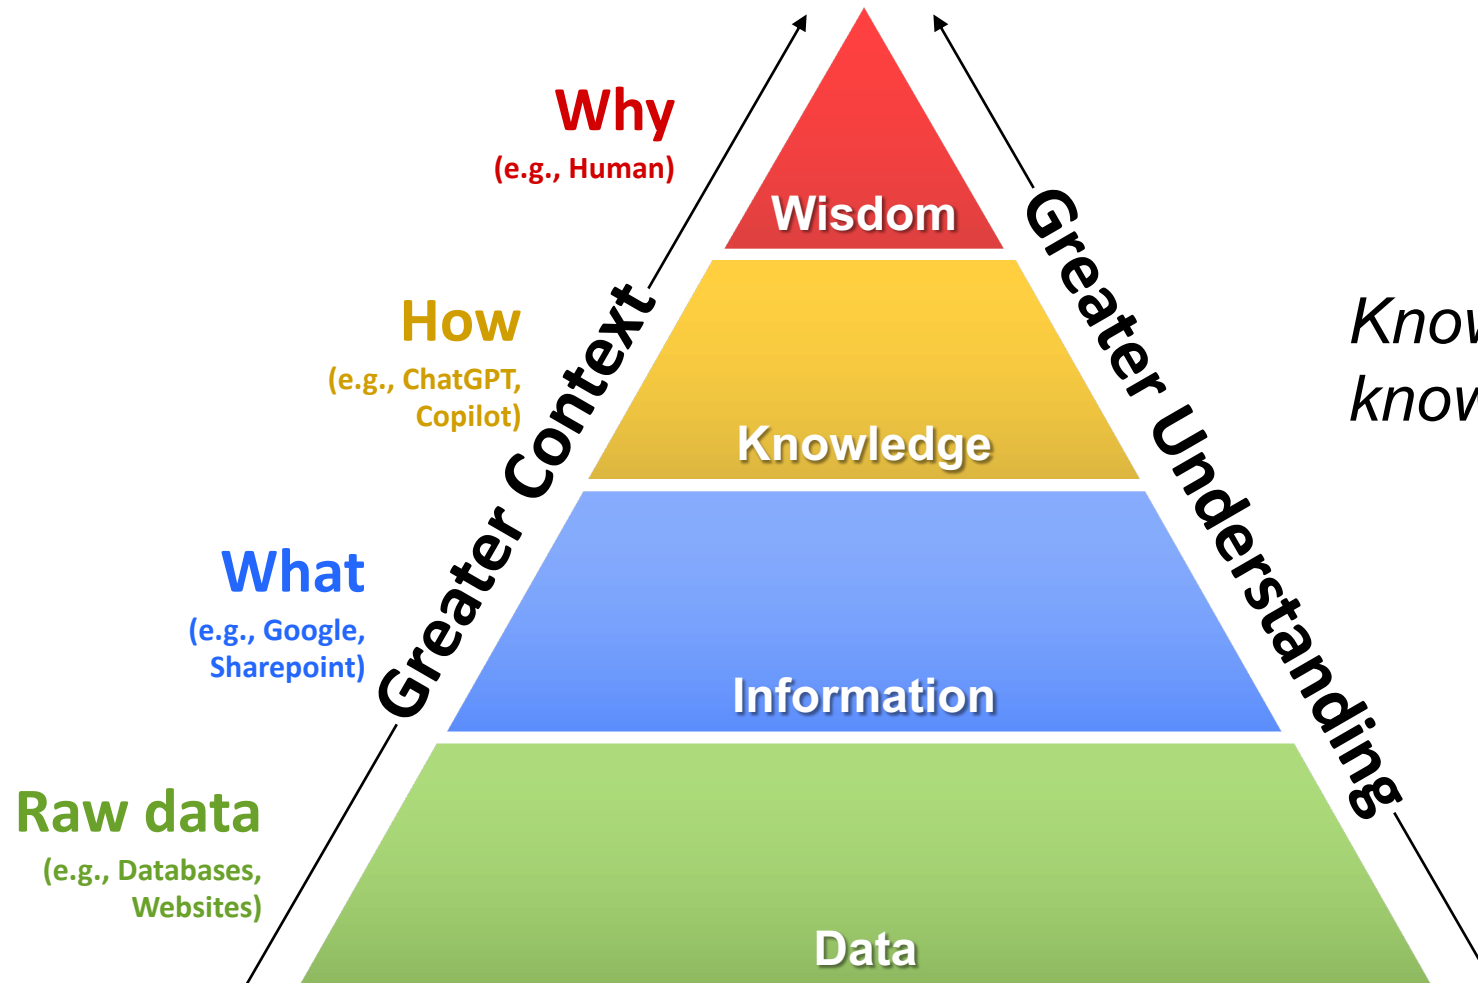 Why
(e.g., Human)
Wisdom
How
(e.g., ChatGPT,
Copilot)
Knowledge
What
(e.g., Google,
Sharepoint)
Information
Raw data
(e.g., Databases,
Websites)
Data
Greater Context
Greater Understanding